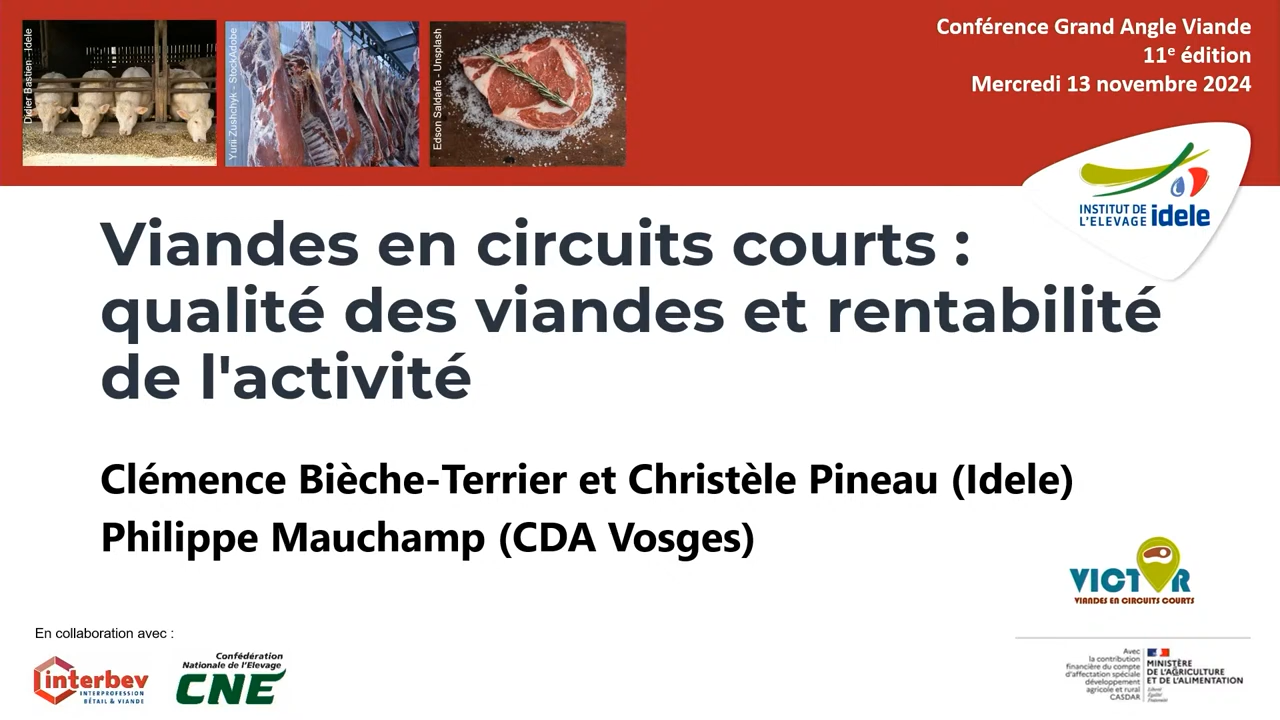 Didier Bastien - Idele
Yurii Zushchyk - StockAdobe
Edson Saldaña - Unsplash
Conférence Grand Angle Viande
11e édition
Mercredi 13 novembre 2024
INSTITUT DE
L'ELEVAGE idele
Viandes en circuits courts :
qualité des viandes et rentabilité
de l'activité
Clémence Bièche-Terrier et Christèle Pineau (Idele)
Philippe Mauchamp (CDA Vosges)
VICTOR
VIANDES EN CIRCUITS COURTS
En collaboration avec :
interbev
INTERPROFESSION
BÉTAIL & VIANDE
Confédération
Nationale de l'Elevage
CNE
Avec
la contribution
financière du compte
d'affectation spéciale
développement
agricole et rural
CASDAR
MINISTÈRE
DE L'AGRICULTURE
ET DE L'ALIMENTATION
Liberté
Égalité
Fraternité